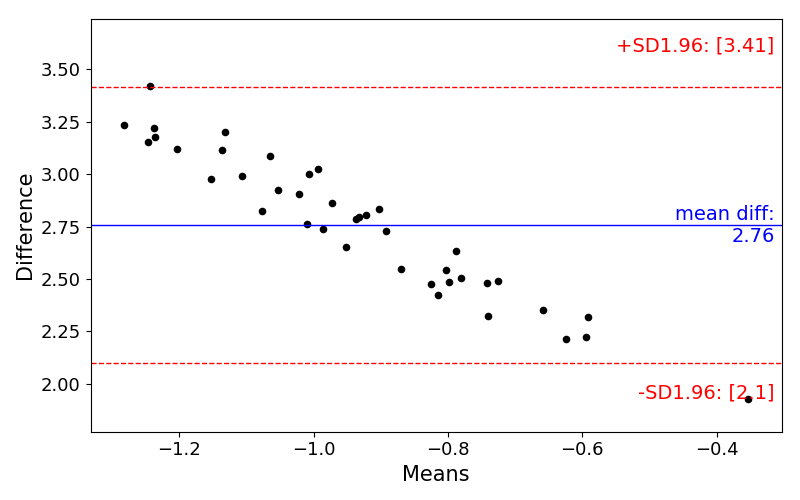 +SD1.96: [3.41]
3.50
3.25
3.00
2.75
2.50
2.25
2.00
Difference
mean diff:
2.76
-SD1.96: [2.1]
−1.2
−1.0
−0.8
−0.6
−0.4
Means